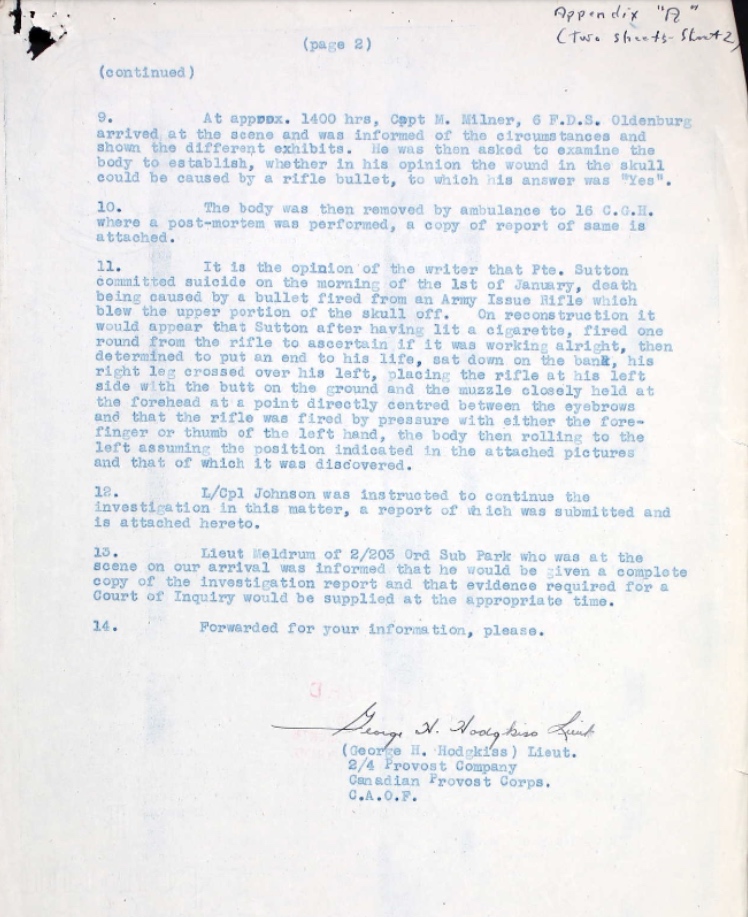 Appendix "A"
(Two sheets - Sheet 2)
(page 2)
(continued)
9. At approx. 1400 hrs, Capt M. Milner, 6 F.D.S. Oldenburg
arrived at the scene and was informed of the circumstances and
shown the different exhibits. He was then asked to examine the
body to establish, whether in his opinion the wound in the skull
could be caused by a rifle bullet, to which his answer was "Yes".
10. The body was then removed by ambulance to 16 C.G.H.
where a post-mortem was performed, a copy of report of same is
attached.
11. It is the opinion of the writer that Pte. Sutton
committed suicide on the morning of the 1st of January, death
being caused by a bullet fired from an Army Issue Rifle which
blew the upper portion of the skull off. On reconstruction it
would appear that Sutton after having lit a cigarette, fired one
round from the rifle to ascertain if it was working alright, then
determined to put an end to his life, sat down on the bank, his
right leg crossed over his left, placing the rifle at his left
side with the butt on the ground and the muzzle closely held at
the forehead at a point directly centred between the eyebrows
and that the rifle was fired by pressure with either the fore-
finger or thumb of the left hand, the body then rolling to the
left assuming the position indicated in the attached pictures
and that of which it was discovered.
12. L/Cpl Johnson was instructed to continue the
investigation in this matter, a report of which was submitted and
is attached hereto.
13. Lieut Meldrum of 2/203 Ord Sub Park who was at the
scene on our arrival was informed that he would be given a complete
copy of the investigation report and that evidence required for a
Court of Inquiry would be supplied at the appropriate time.
14. Forwarded for your information, please.
George H. Hodgkiss Lieut
(George H. Hodgkiss) Lieut.
2/4 Provost Company
Canadian Provost Corps.
C.A.O.F.